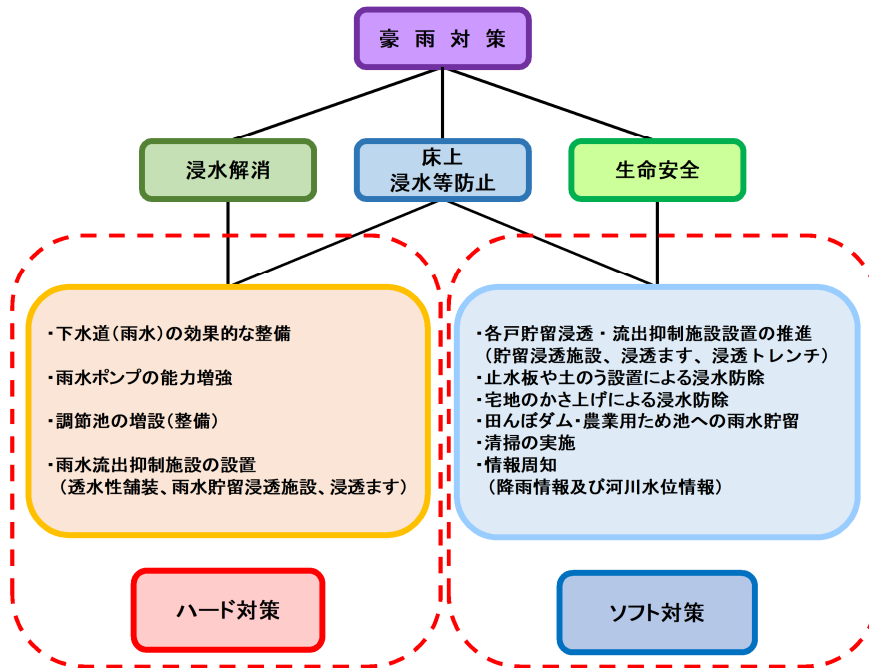 豪 雨 対 策
浸水解消
床上
浸水等防止
生命安全
・下水道（雨水）の効果的な整備
・雨水ポンプの能力増強
・調節池の増設（整備）
・雨水流出抑制施設の設置
（透水性舗装、雨水貯留浸透施設、浸透ます）
ハード対策
・各戸貯留浸透・流出抑制施設設置の推進
（貯留浸透施設、浸透ます、浸透トレンチ）
・止水板や土のう設置による浸水防除
・宅地のかさ上げによる浸水防除
・田んぼダム・農業用ため池への雨水貯留
・清掃の実施
・情報周知
（降雨情報及び河川水位情報）
ソフト対策